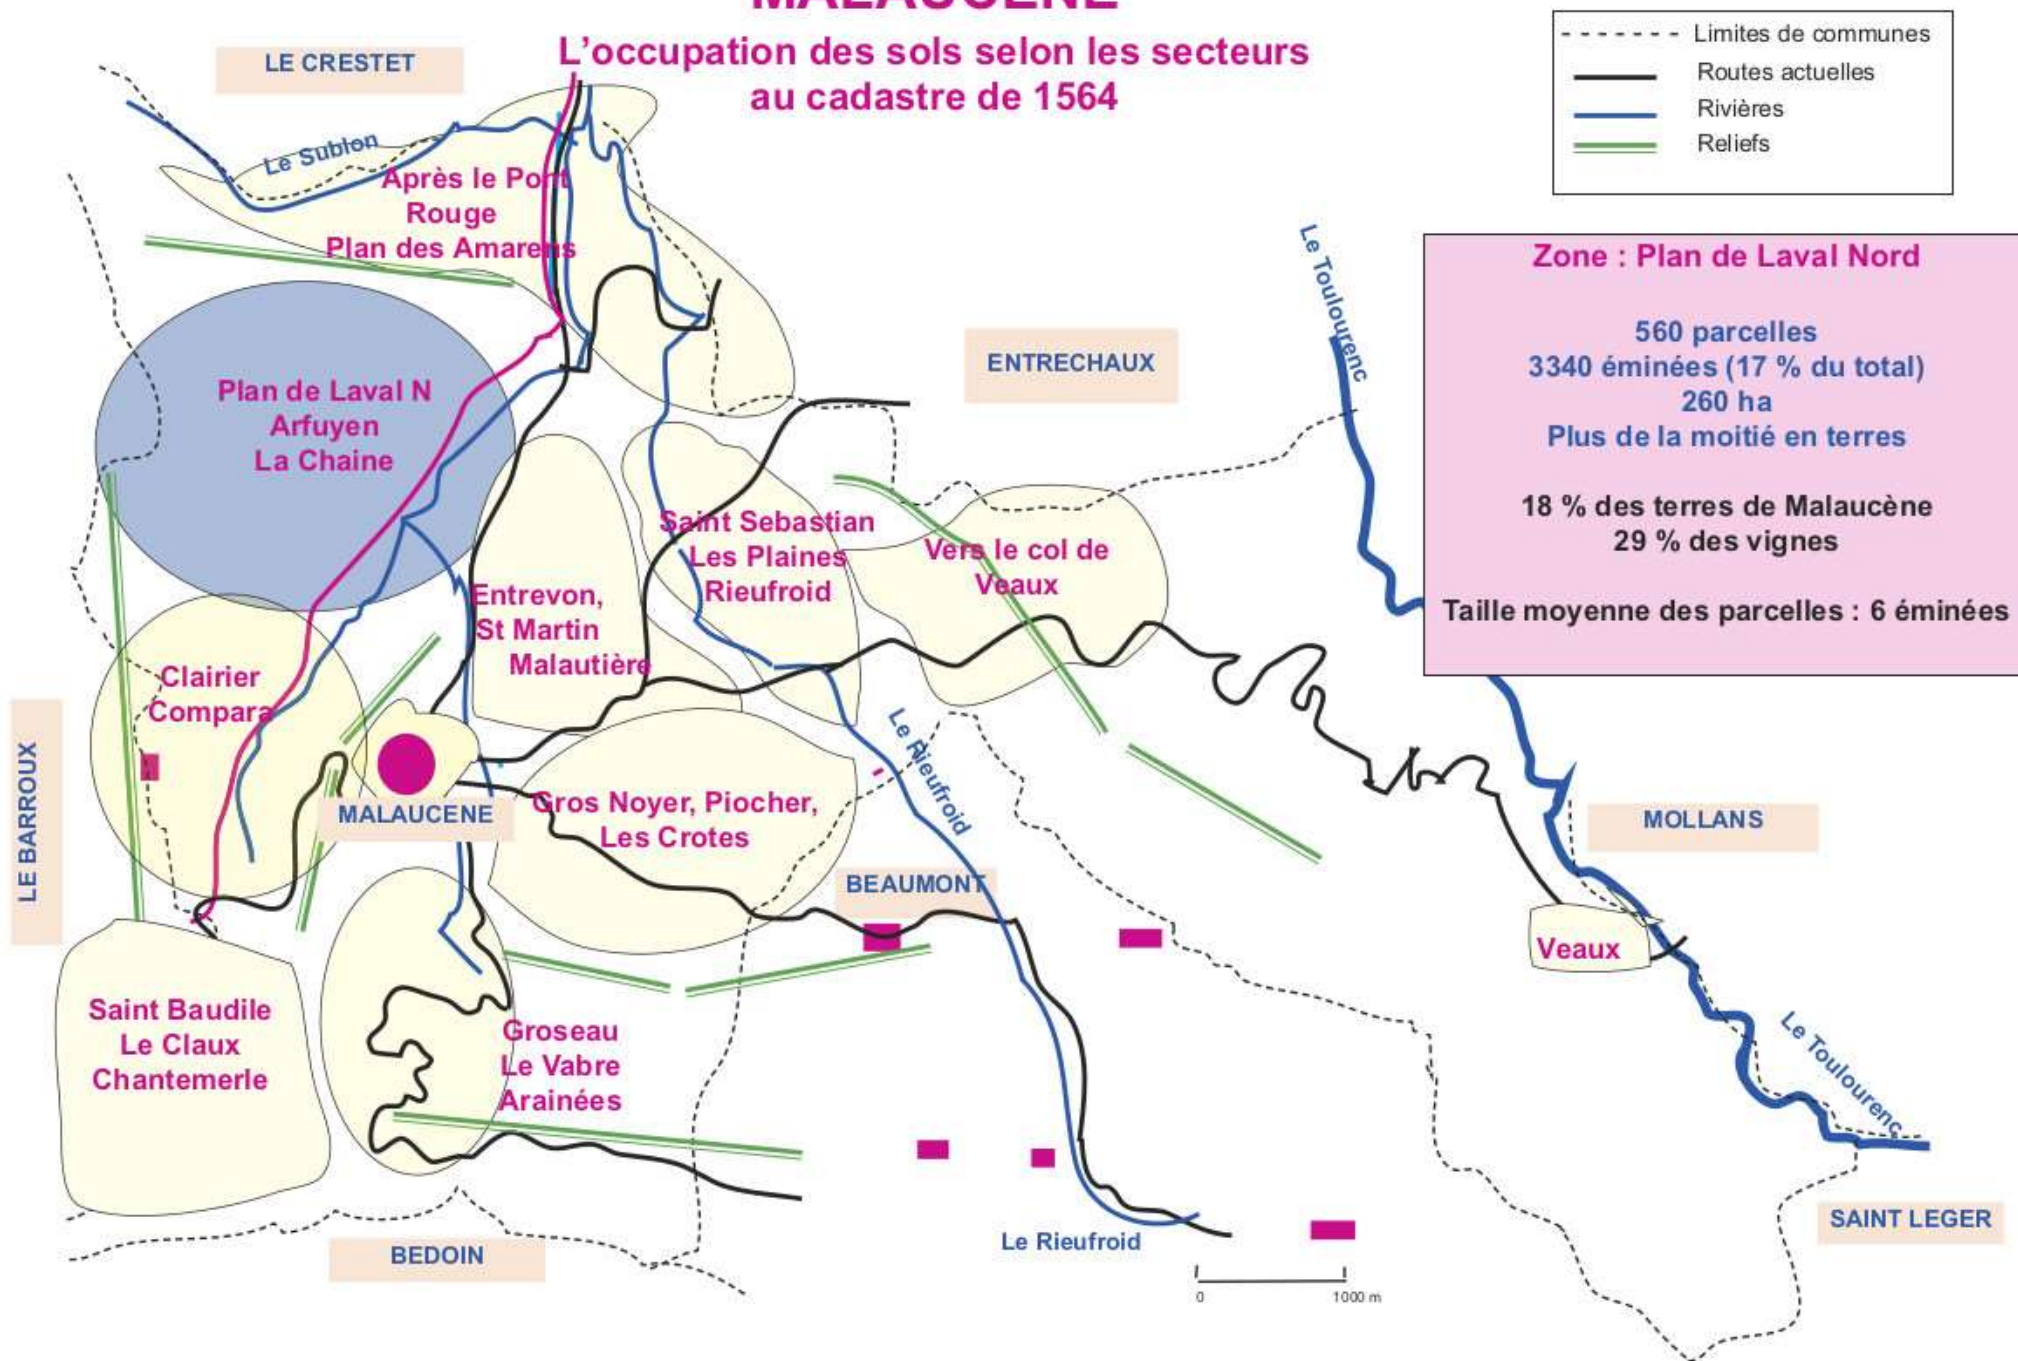 MALAUCENE
L'occupation des sols selon les secteurs
au cadastre de 1564
Limites de communes
Routes actuelles
Rivières
Reliefs
LE CRESTET
Le Sublon
Après le Pont
Rouge
Plan des Amarens
Le Toulourenc
Zone : Plan de Laval Nord
560 parcelles
3340 éminées (17 % du total)
260 ha
Plus de la moitié en terres
18 % des terres de Malaucène
29 % des vignes
Taille moyenne des parcelles : 6 éminées
ENTRECHAUX
Plan de Laval N
Arfuyen
La Chaine
Saint Sebastian
Les Plaines
Rieufroid
Vers le col de
Veaux
Entrevon,
St Martin
Malautière
Clairier
Compara
LE BARROUX
MALAUCENE
Gros Noyer, Piocher,
Les Crotes
Le Rieufroid
BEAUMONT
MOLLANS
Veaux
Saint Baudile
Le Claux
Chantemerle
Groseau
Le Vabre
Arainées
Le Toulourenc
SAINT LEGER
BEDOIN
Le Rieufroid
0
1000 m